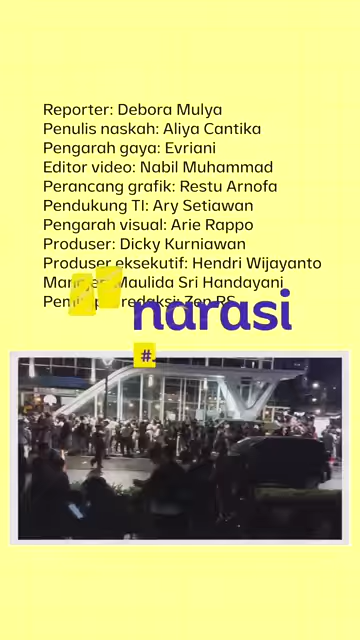 Reporter: Debora Mulya
Penulis naskah: Aliya Cantika
Pengarah gaya: Evriani
Editor video: Nabil Muhammad
Perancang grafik: Restu Arnofa
Pendukung TI: Ary Setiawan
Pengarah visual: Arie Rappo
Produser: Dicky Kurniawan
Produser eksekutif: Hendri Wijayanto
Maulida Sri Handayani
redaksi: Zen RS
narasi
#